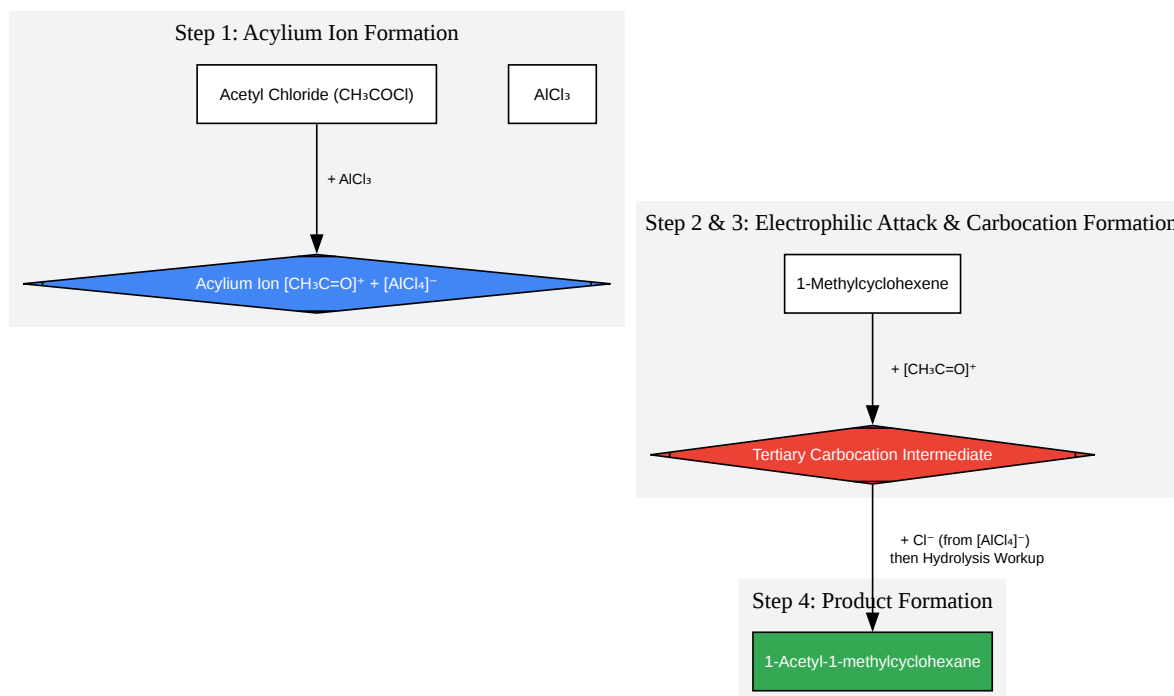 Step 1: Acylium Ion Formation
Acetyl Chloride (CH₃COCl)
AlCl₃
+ AlCl₃
Acylium Ion [CH₃C=O]⁺ + [AlCl₄]⁻
Step 2 & 3: Electrophilic Attack & Carbocation Formation
1-Methylcyclohexene
+ [CH₃C=O]⁺
Tertiary Carbocation Intermediate
+ Cl⁻ (from [AlCl₄]⁻)
then Hydrolysis Workup
Step 4: Product Formation
1-Acetyl-1-methylcyclohexane